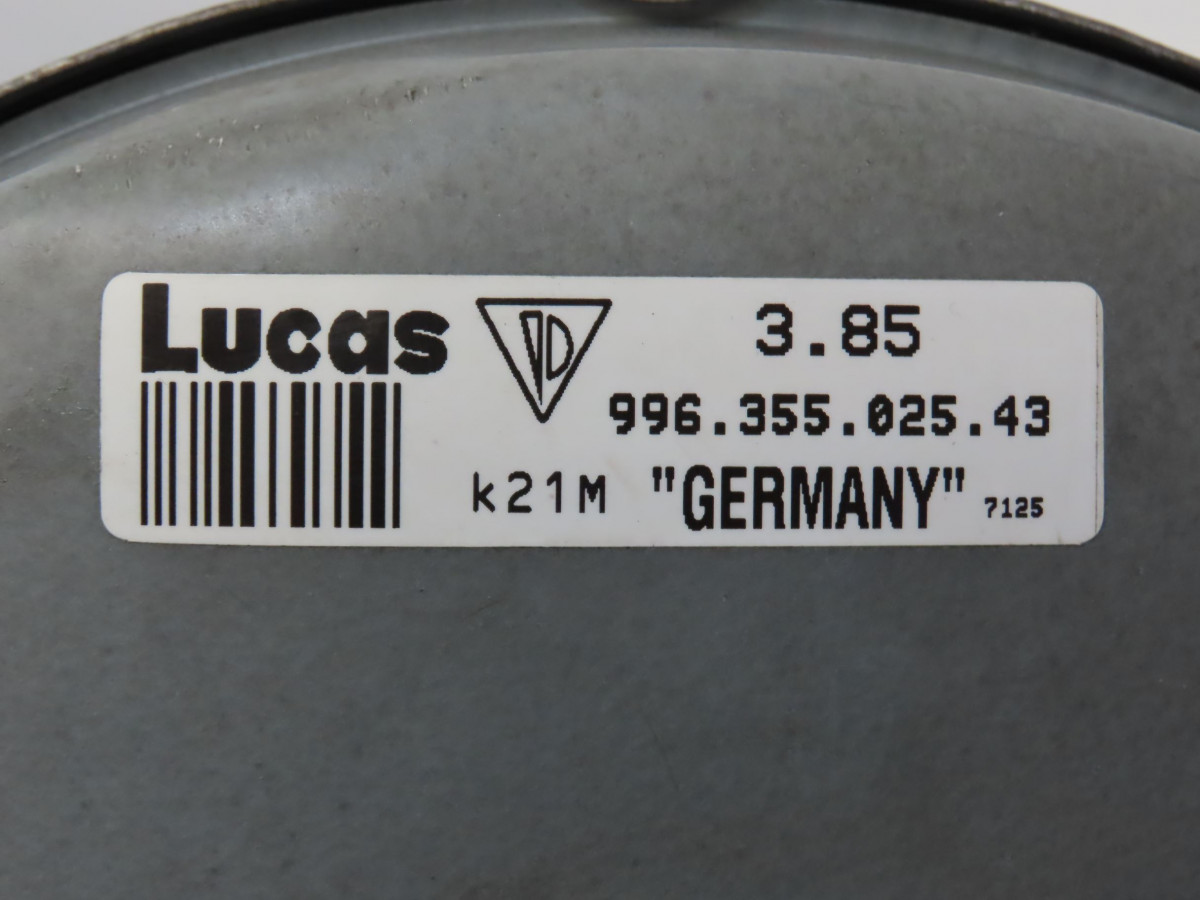 Lucas
3.85
996.355.025.43
k21M "GERMANY" 7125